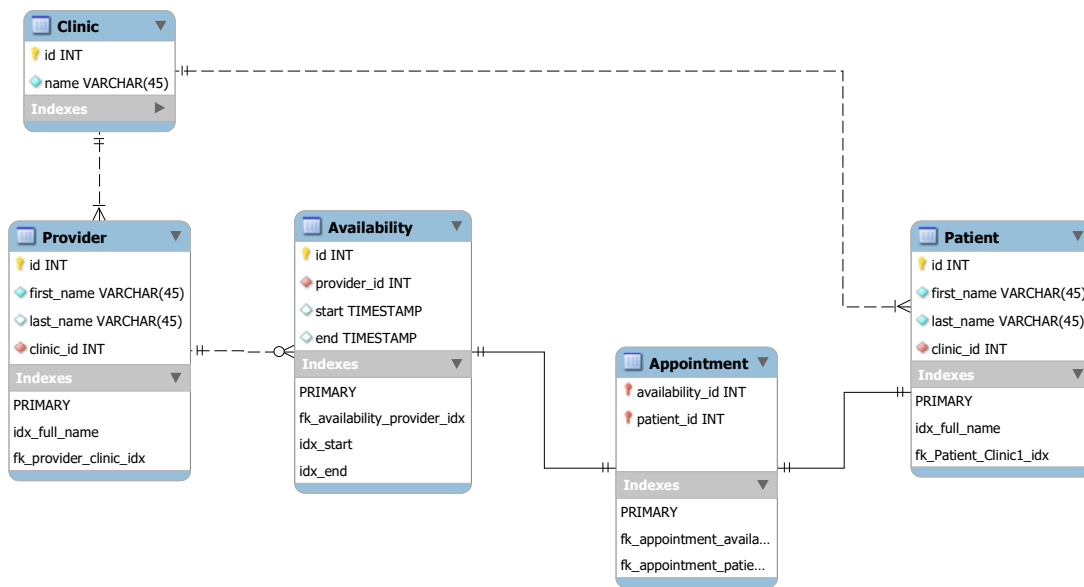 Clinic
id INT
name VARCHAR(45)
Indexes
Provider
id INT
first_name VARCHAR(45)
last_name VARCHAR(45)
clinic_id INT
Indexes
PRIMARY
idx_full_name
fk_provider_clinic_idx
Availability
id INT
provider_id INT
start TIMESTAMP
end TIMESTAMP
Indexes
PRIMARY
fk_availability_provider_idx
idx_start
idx_end
Appointment
availability_id INT
patient_id INT
Indexes
PRIMARY
fk_appointment_availa...
fk_appointment_patie...
Patient
id INT
first_name VARCHAR(45)
last_name VARCHAR(45)
clinic_id INT
Indexes
PRIMARY
idx_full_name
fk_Patient_Clinic1_idx